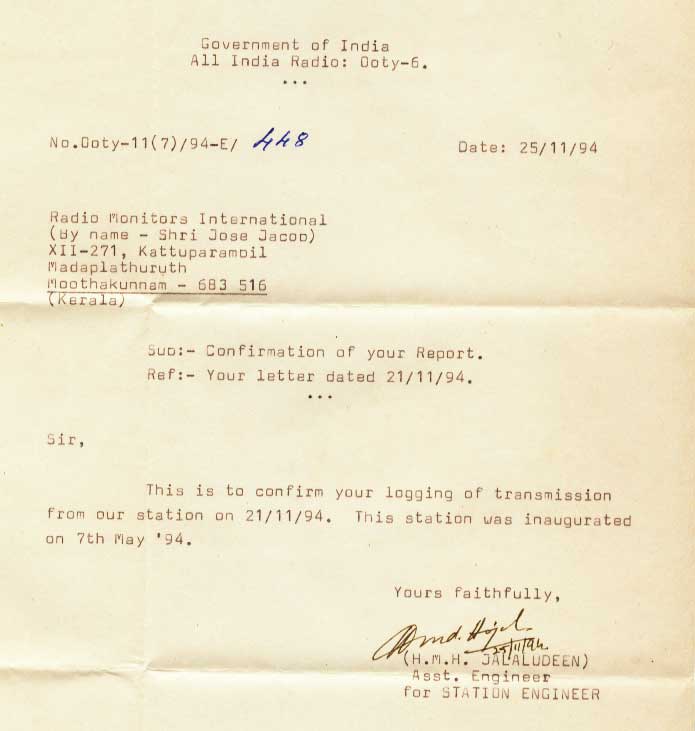 Government of India
All India Radio: Ooty-6.
...
No.Ooty-11(7)/94-E/ 448 Date: 25/11/94
Radio Monitors International
(By name - Shri Jose Jacob)
XII-271, Kattuparambil
Madaplathuruth
Moothakunnam - 683 516
(Kerala)
Sub:- Confirmation of your Report.
Ref:- Your letter dated 21/11/94.
...
Sir,
This is to confirm your logging of transmission
from our station on 21/11/94. This station was inaugurated
on 7th May '94.
Yours faithfully,
(H.M.H. JALALUDEEN)
Asst. Engineer
for STATION ENGINEER